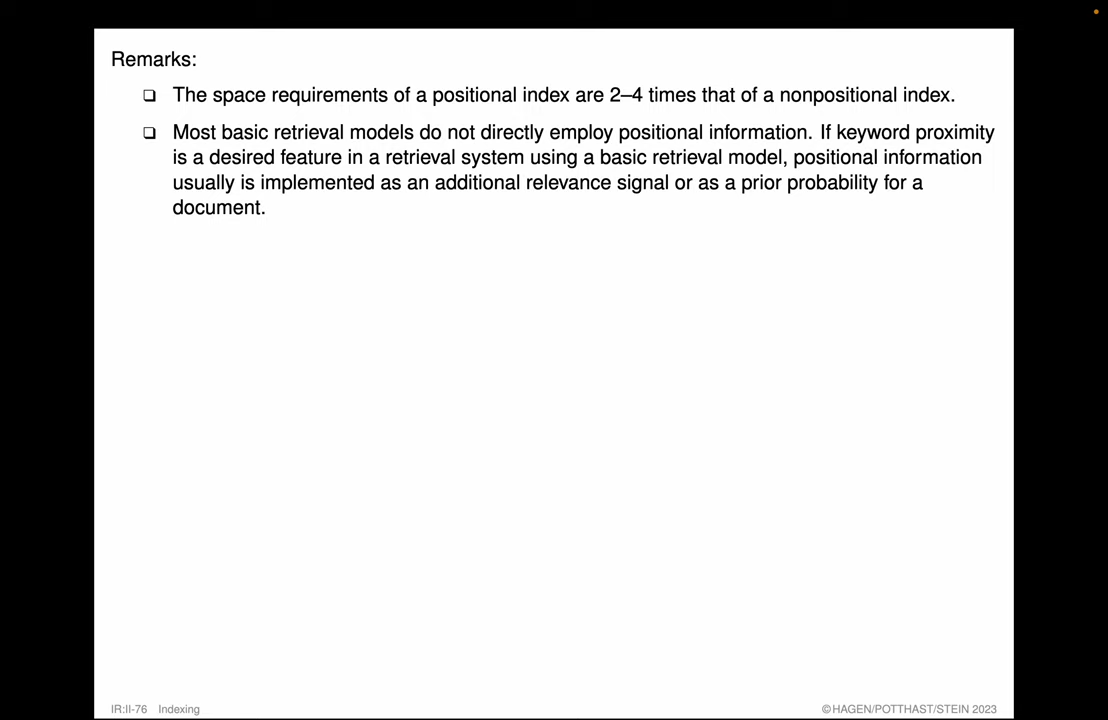 Remarks:
❑ The space requirements of a positional index are 2–4 times that of a nonpositional index.
❑ Most basic retrieval models do not directly employ positional information. If keyword proximity
is a desired feature in a retrieval system using a basic retrieval model, positional information
usually is implemented as an additional relevance signal or as a prior probability for a
document.
IR:II-76 Indexing
©HAGEN/POTTHAST/STEIN 2023